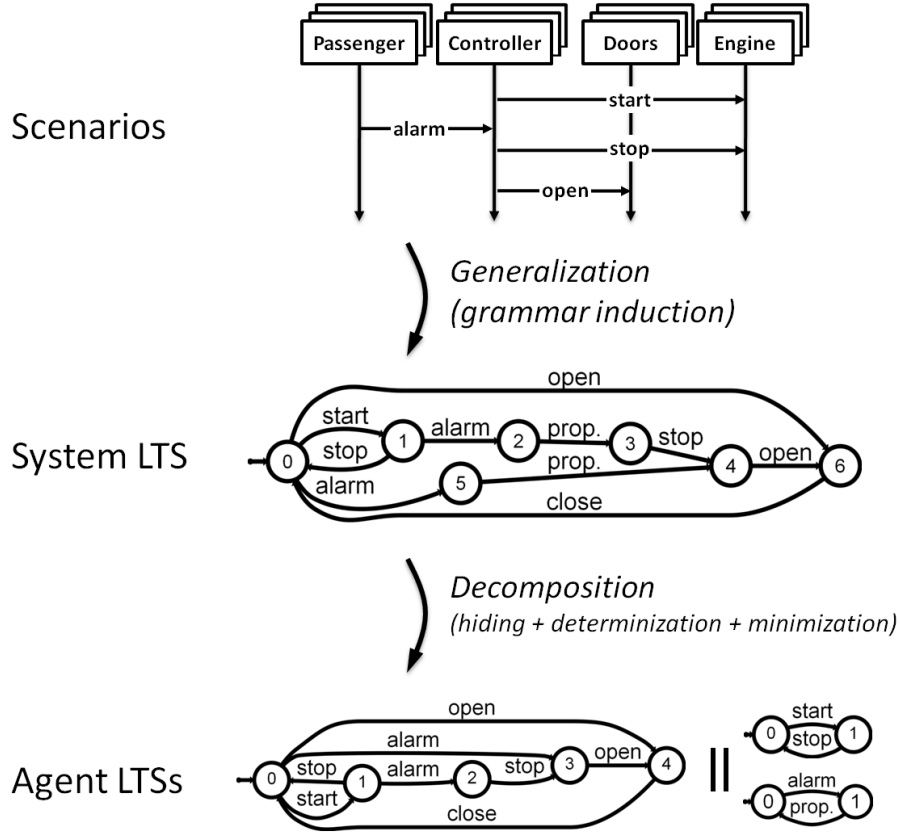 Passenger Controller Doors Engine
start
Scenarios
alarm
stop
open
Generalization
(grammar induction)
open
start
alarm
prop.
stop
1
2
3
System LTS
0
stop
prop.
4
open
6
alarm
5
close
Decomposition
(hiding + determinization + minimization)
open
start
0
stop
1
alarm
Agent LTSs
0
stop
1
alarm
2
stop
3
open
4
||
start
close
alarm
0
prop.
1